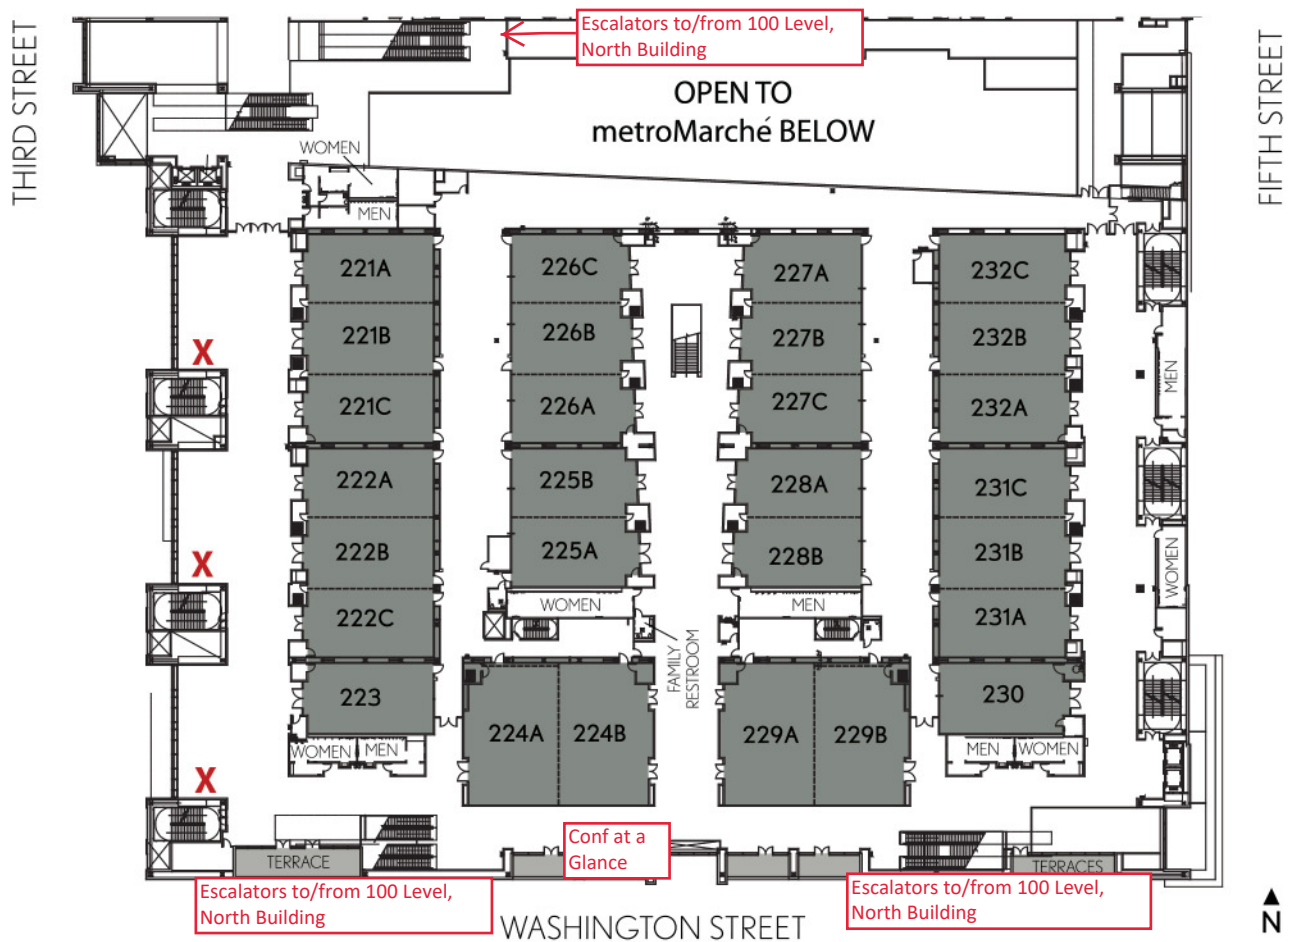 Escalators to/from 100 Level,
North Building
THIRD STREET
FIFTH STREET
OPEN TO
metroMarché BELOW
WOMEN
MEN
221A
226C
227A
232C
221B
226B
227B
232B
X
MEN
221C
226A
227C
232A
222A
225B
228A
231C
222B
225A
228B
231B
X
WOMEN
WOMEN
MEN
222C
231A
FAMILY
RESTROOM
223
230
224A
224B
229A
229B
WOMEN
MEN
MEN
WOMEN
X
Conf at a
Glance
TERRACE
TERRACES
Escalators to/from 100 Level,
North Building
Escalators to/from 100 Level,
North Building
WASHINGTON STREET
N